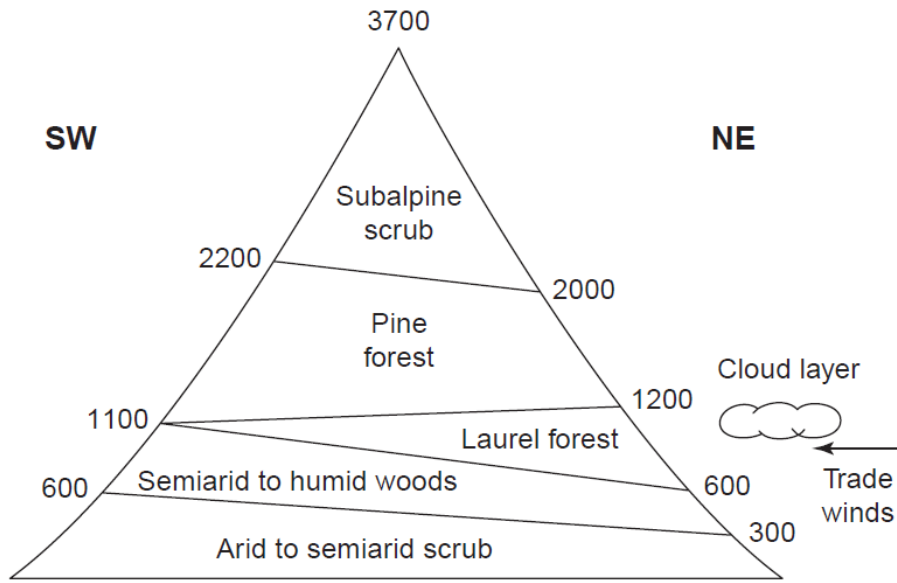 3700
SW
NE
Subalpine
scrub
2200
2000
Pine
forest
Cloud layer
1200
1100
Laurel forest
Semiarid to humid woods
600
600
Trade
winds
300
Arid to semiarid scrub